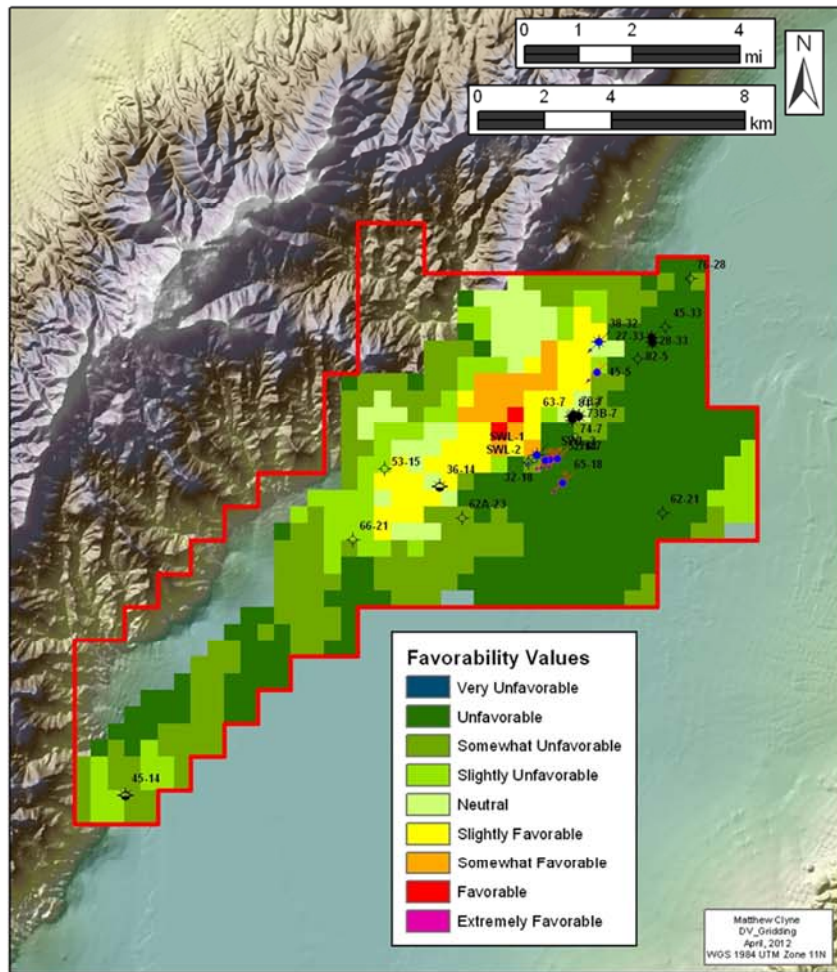 0 1 2 4
mi
N
0 2 4 8
km
76-28
45-33
38-32
27-33
28-33
82-5
45-5
63-7
73B-7
74-7
SWL-1
SWL-2
SWL-3
53-15
36-14
32-18
65-18
62A-23
62-21
66-21
45-14
Favorability Values
Very Unfavorable
Unfavorable
Somewhat Unfavorable
Slightly Unfavorable
Neutral
Slightly Favorable
Somewhat Favorable
Favorable
Extremely Favorable
Matthew Clyne
DV_Gridding
April, 2012
WGS 1984 UTM Zone 11N